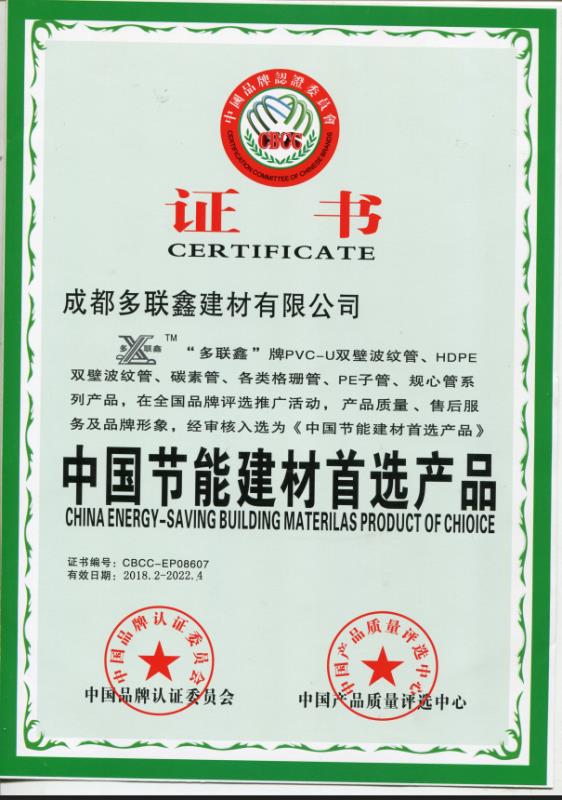 中國品牌認證委員會
CBCC
CERTIFICATION COMMITTEE OF CHINESE BRANDS
证 书
CERTIFICATE
成都多联鑫建材有限公司
多联鑫 TM “多联鑫”牌PVC-U双壁波纹管、HDPE
双壁波纹管、碳素管、各类格珊管、PE子管、规心管系
列产品，在全国品牌评选推广活动，产品质量、售后服
务及品牌形象，经审核入选为《中国节能建材首选产品》
中国节能建材首选产品
CHINA ENERGY-SAVING BUILDING MATERILAS PRODUCT OF CHIOICE
证书编号：CBCC-EP08607
有效日期：2018.2-2022.4
中国品牌认证委员会
中国产品质量评选中心
中国品牌认证委员会
中国产品质量评选中心